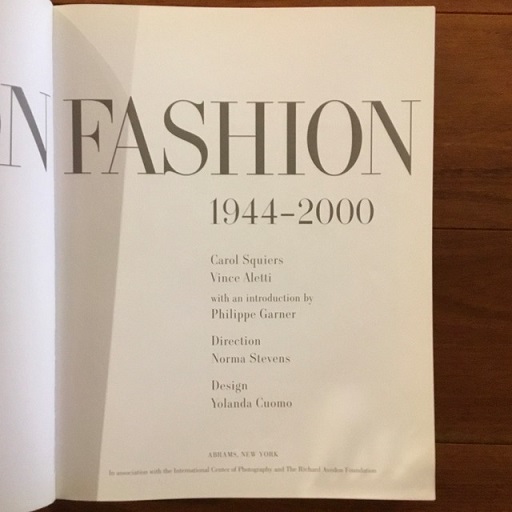 N FASHION
1944–2000
Carol Squiers
Vince Aletti
with an introduction by
Philippe Garner
Direction
Norma Stevens
Design
Yolanda Cuomo
ABRAMS, NEW YORK
In association with the International Center of Photography and The Richard Avedon Foundation